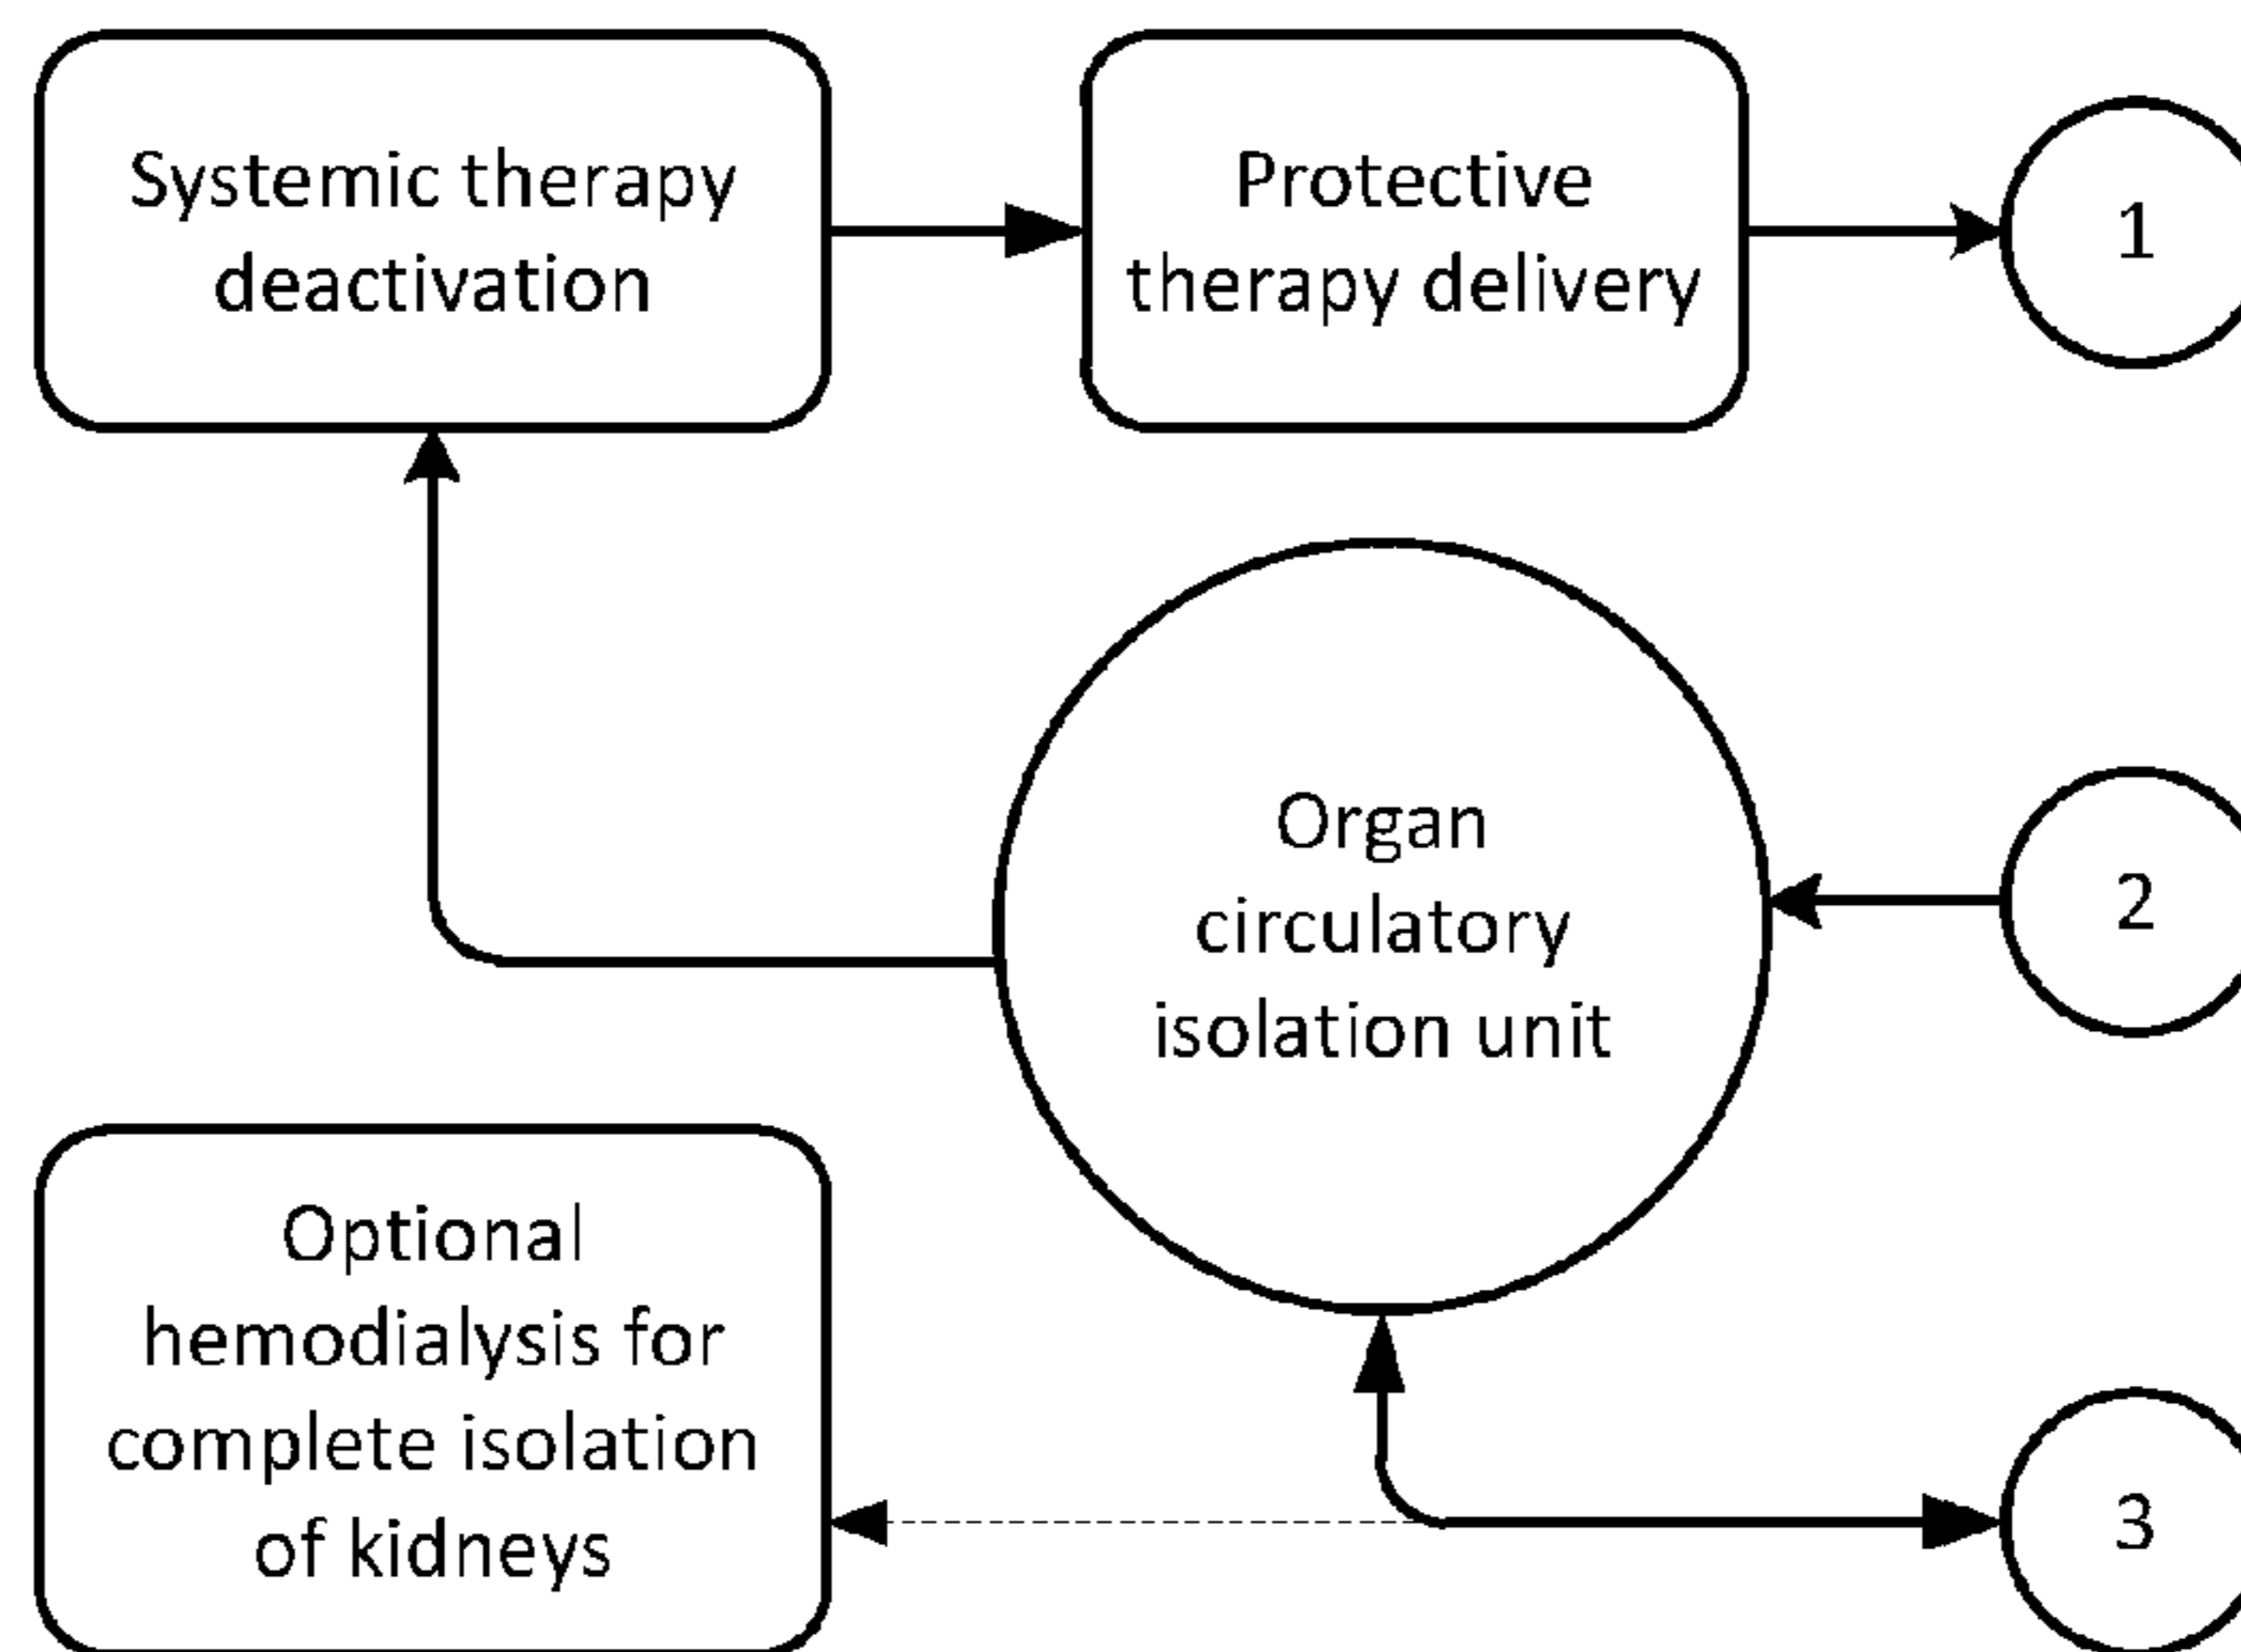 Systemic therapy
deactivation
Protective
therapy delivery
1
Organ
circulatory
isolation unit
2
Optional
hemodialysis for
complete isolation
of kidneys
3